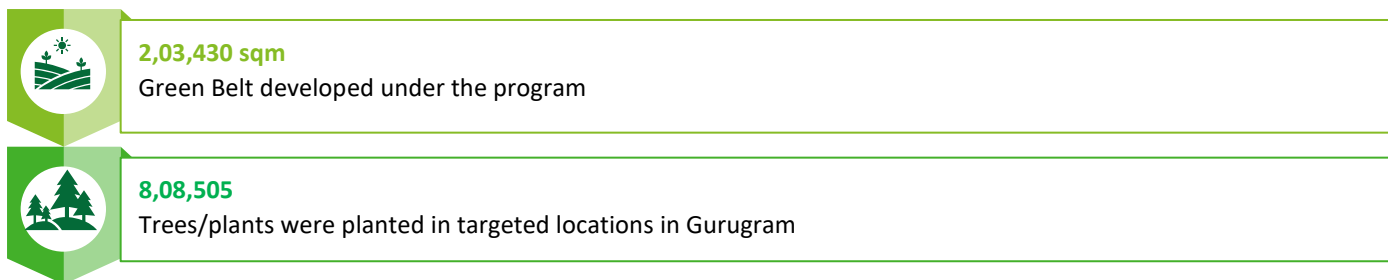 2,03,430 sqm
Green Belt developed under the program
8,08,505
Trees/plants were planted in targeted locations in Gurugram